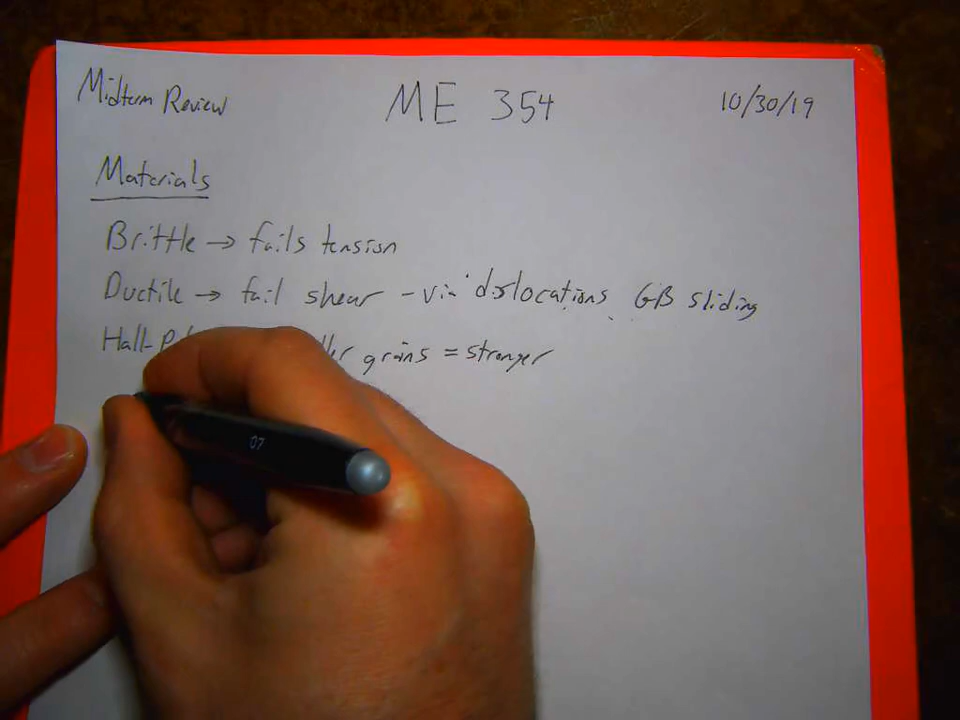 Midterm Review ME 354 10/30/19
Materials
Brittle → fails tension
Ductile → fail shear - via dislocations GB sliding
Hall- grains = stronger
07